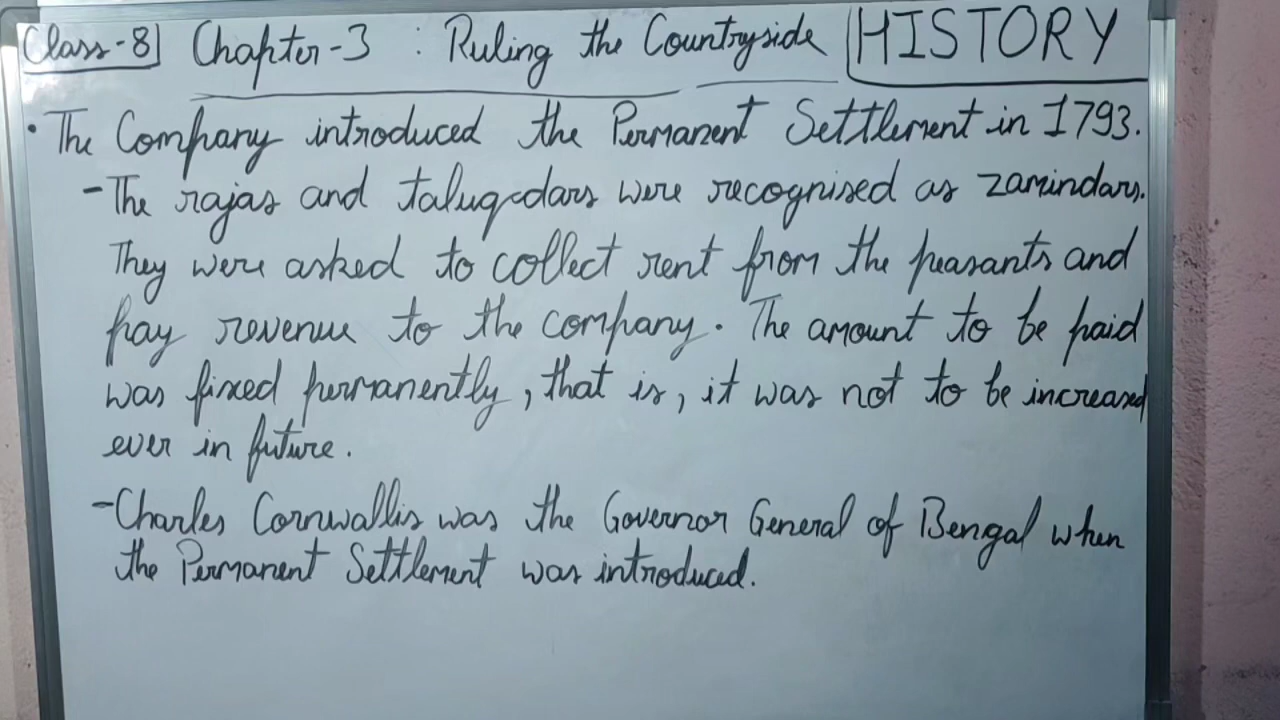 Class-8 Chapter-3 : Ruling the Countryside HISTORY
• The Company introduced the Permanent Settlement in 1793.
- The rajas and taluqdars were recognised as zamindars.
They were asked to collect rent from the peasants and
pay revenue to the company. The amount to be paid
was fixed permanently, that is, it was not to be increased
ever in future.
- Charles Cornwallis was the Governor General of Bengal when
the Permanent Settlement was introduced.